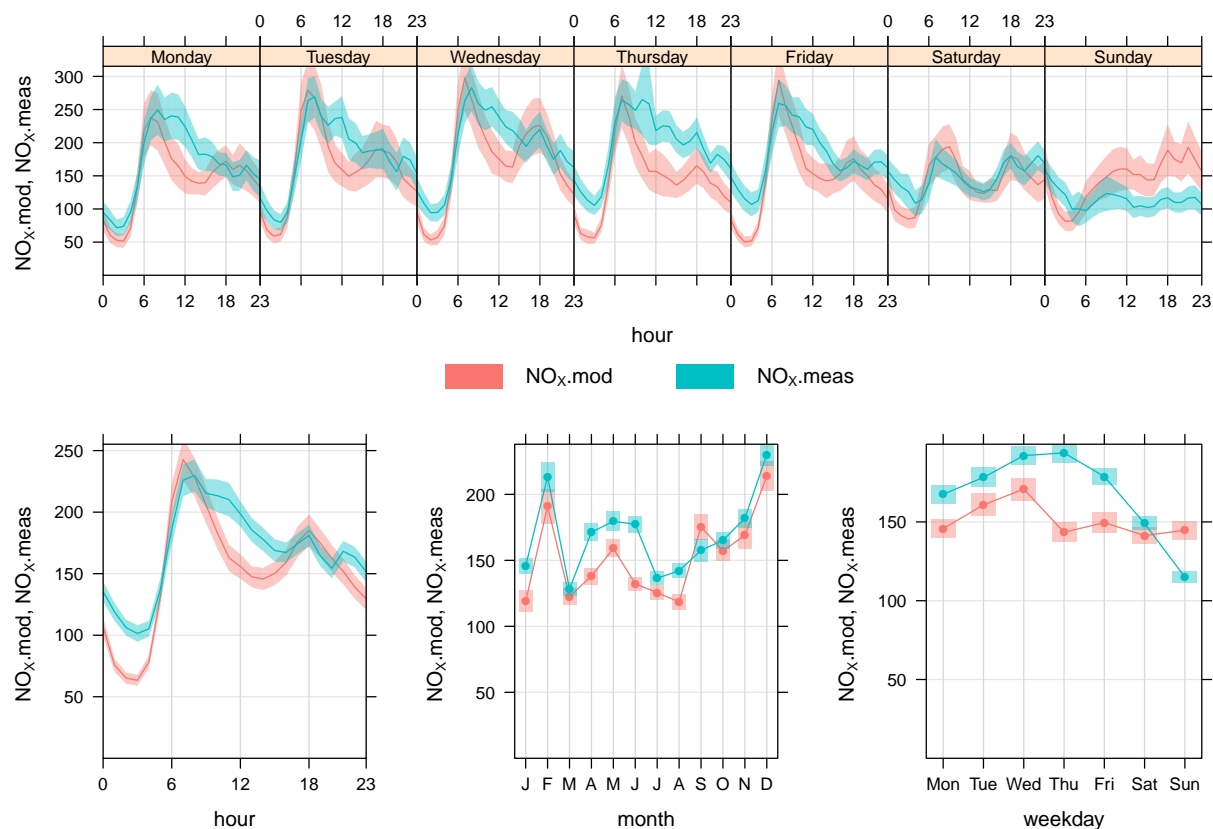 0 6 12 18 23 0 6 12 18 23 0 6 12 18 23
Monday Tuesday Wednesday Thursday Friday Saturday Sunday
NOX.mod, NOX.meas
300
250
200
150
100
50
0 6 12 18 23 0 6 12 18 23 0 6 12 18 23 0 6 12 18 23
hour
NOX.mod NOX.meas
NOX.mod, NOX.meas
250
200
150
100
50
0 6 12 18 23
hour
NOX.mod, NOX.meas
200
150
100
50
J F M A M J J A S O N D
month
NOX.mod, NOX.meas
150
100
50
Mon Tue Wed Thu Fri Sat Sun
weekday